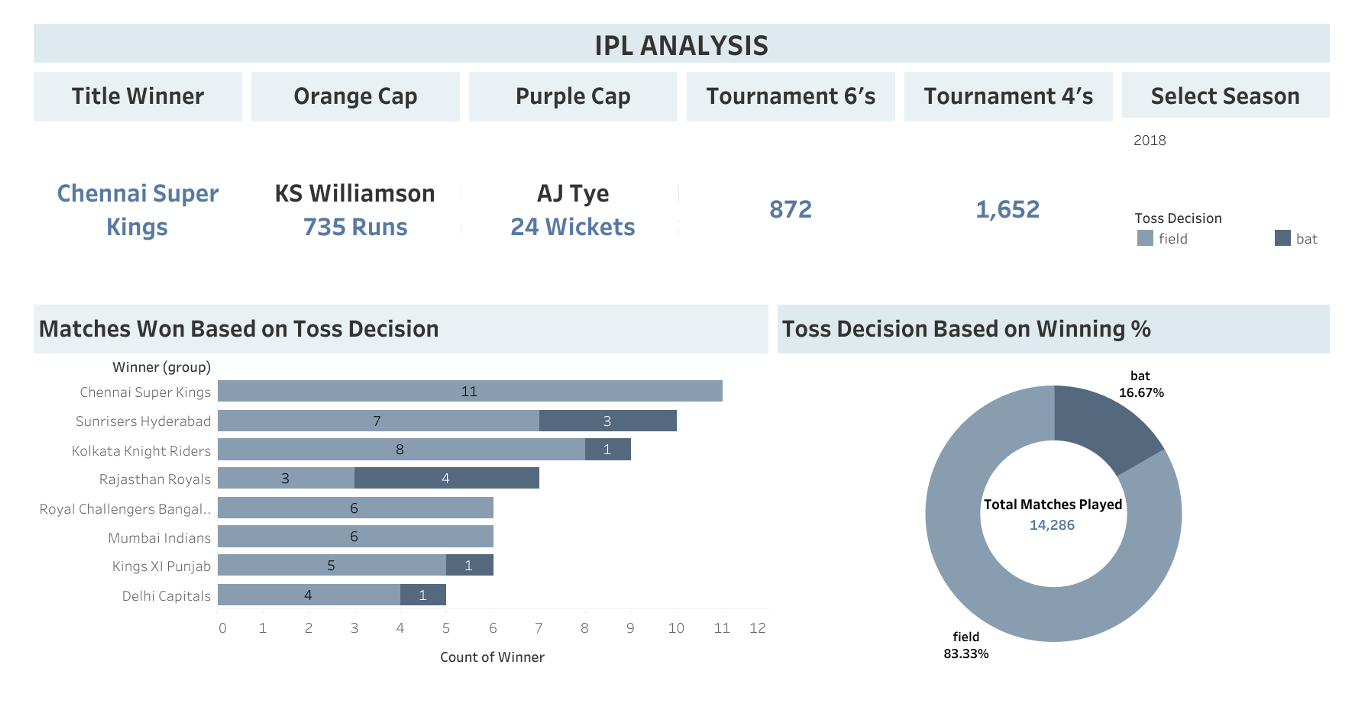 IPL ANALYSIS
Title Winner
Orange Cap
Purple Cap
Tournament 6’s
Tournament 4’s
Select Season
Chennai Super
Kings
KS Williamson
735 Runs
AJ Tye
24 Wickets
872
1,652
2018
Toss Decision
field
bat
Matches Won Based on Toss Decision
Winner (group)
Chennai Super Kings 11
Sunrisers Hyderabad 7 3
Kolkata Knight Riders 8 1
Rajasthan Royals 3 4
Royal Challengers Bangal.. 6
Mumbai Indians 6
Kings XI Punjab 5 1
Delhi Capitals 4 1
0 1 2 3 4 5 6 7 8 9 10 11 12
Count of Winner
Toss Decision Based on Winning %
bat
16.67%
Total Matches Played
14,286
field
83.33%